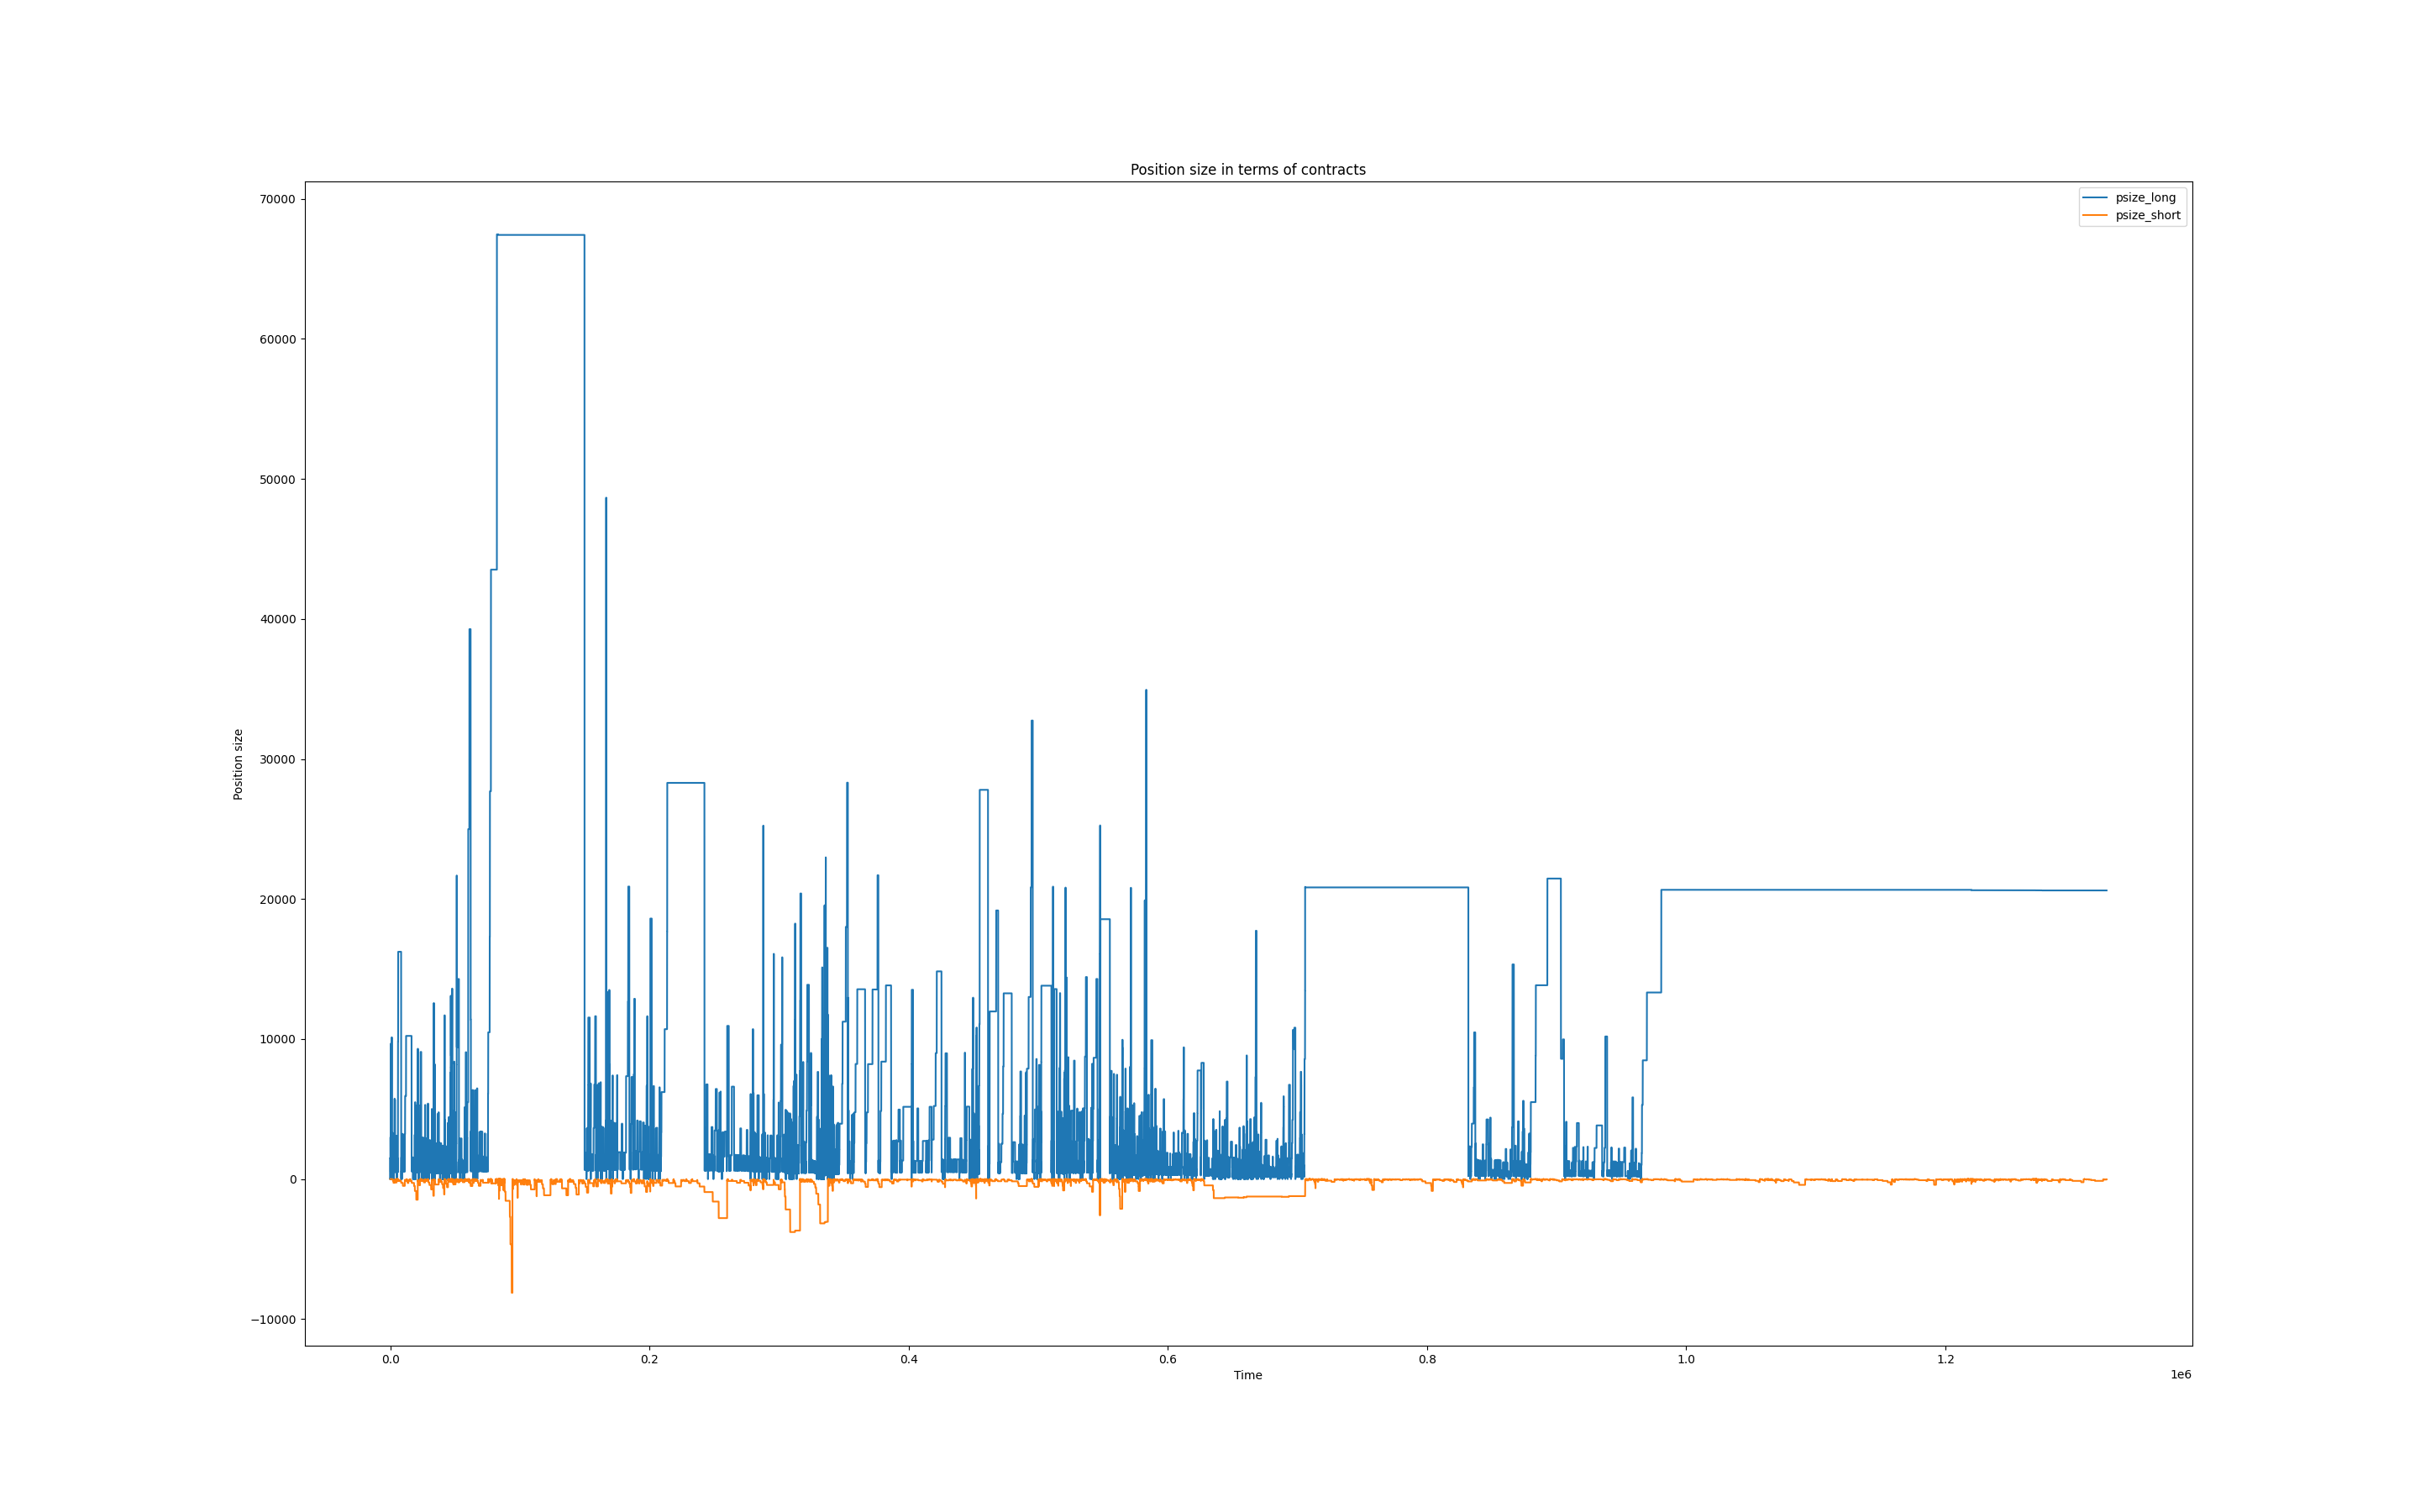 Position size in terms of contracts
psize_long
psize_short
70000
60000
50000
40000
30000
20000
10000
0
−10000
Position size
0.0 0.2 0.4 0.6 0.8 1.0 1.2
1e6
Time